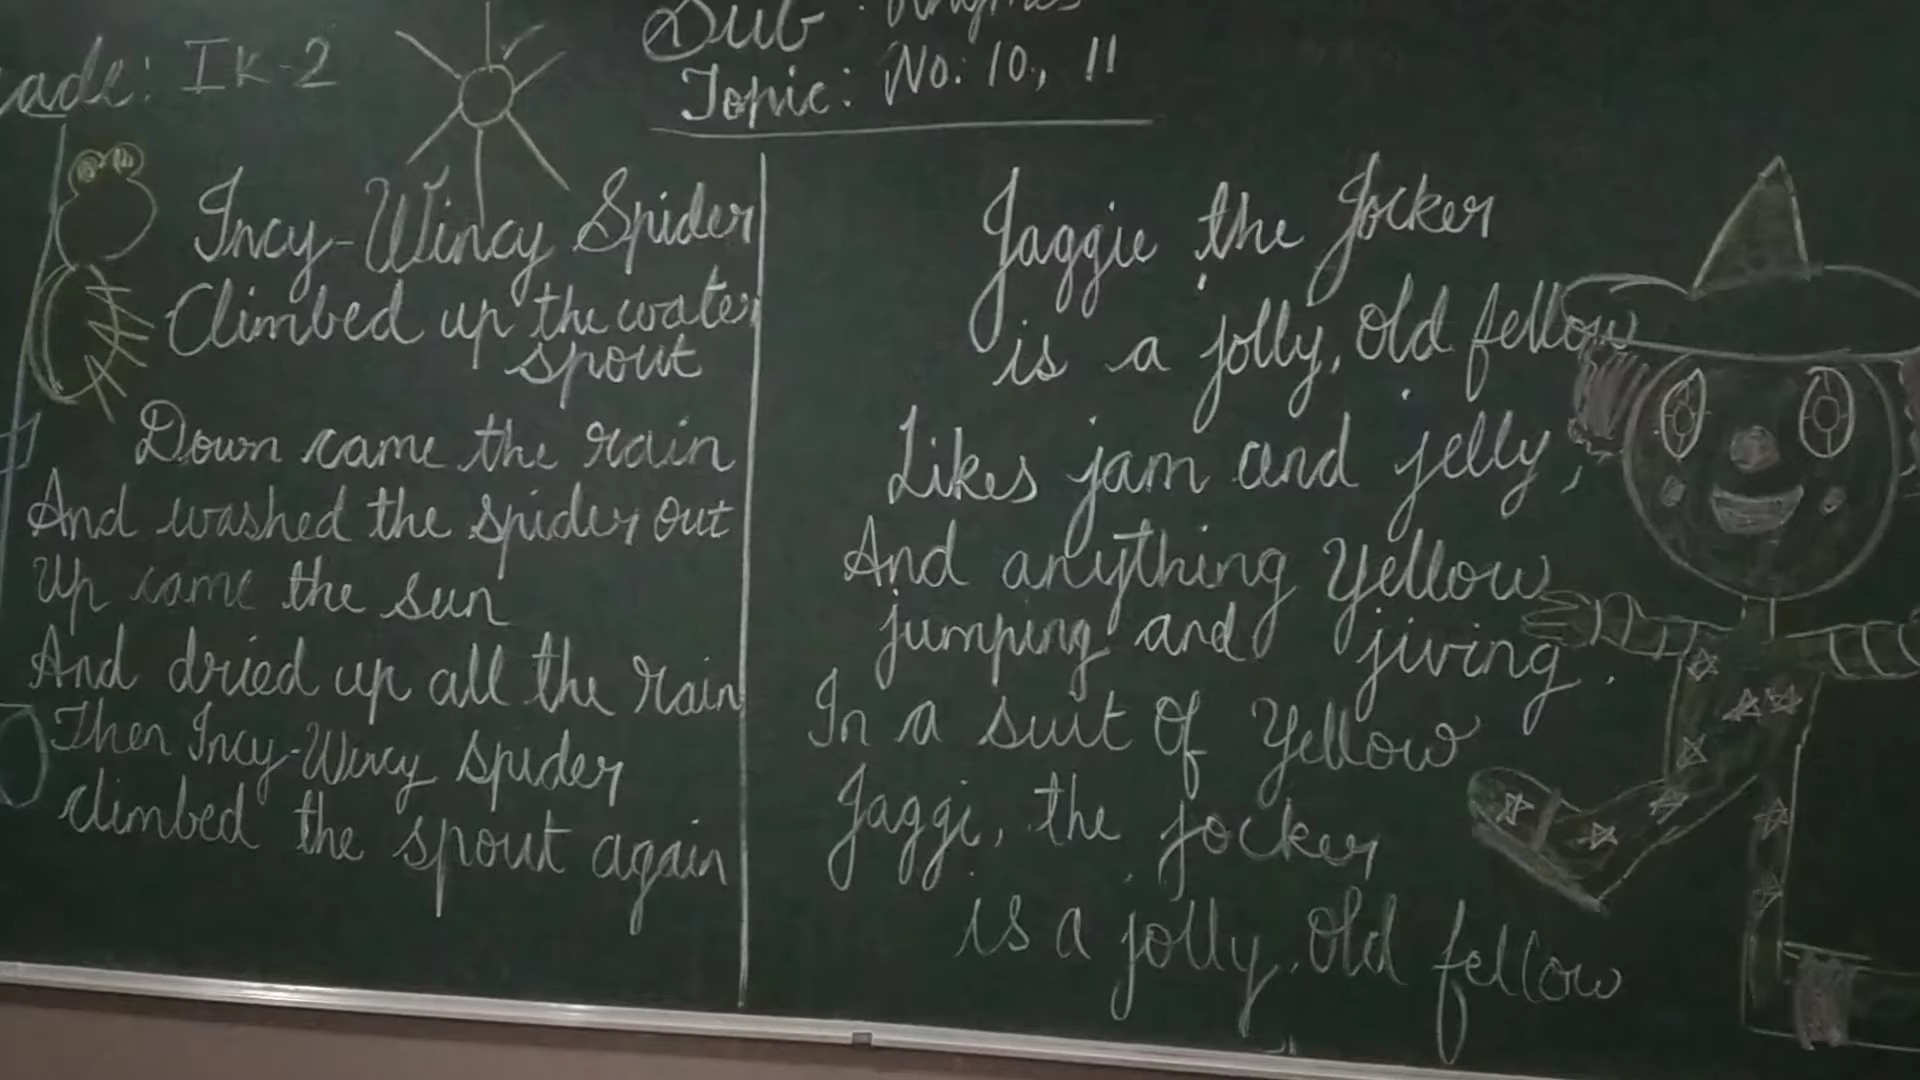 Grade: IK-2
Sub: Rhymes
Topic: No: 10, 11
Incy-Wincy Spider
Climbed up the water
spout
Down came the rain
And washed the spider out
Up came the sun
And dried up all the rain
Then Incy-Wincy spider
climbed the spout again
Jaggie the Jocker
is a jolly, old fellow
Likes jam and jelly,
And anything Yellow
jumping and jiving.
In a suit of Yellow
Jaggi, the jocker
is a jolly, old fellow